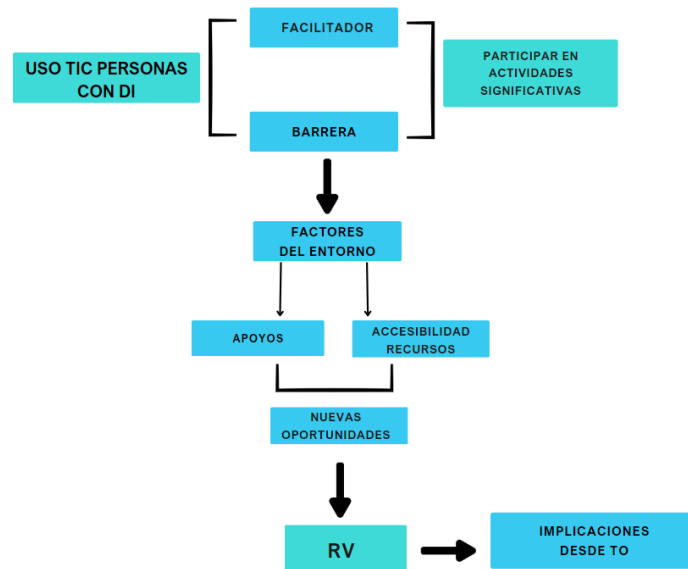 FACILITADOR
USO TIC PERSONAS
CON DI
PARTICIPAR EN
ACTIVIDADES
SIGNIFICATIVAS
BARRERA
FACTORES
DEL ENTORNO
APOYOS
ACCESIBILIDAD
RECURSOS
NUEVAS
OPORTUNIDADES
RV
IMPLICACIONES
DESDE TO